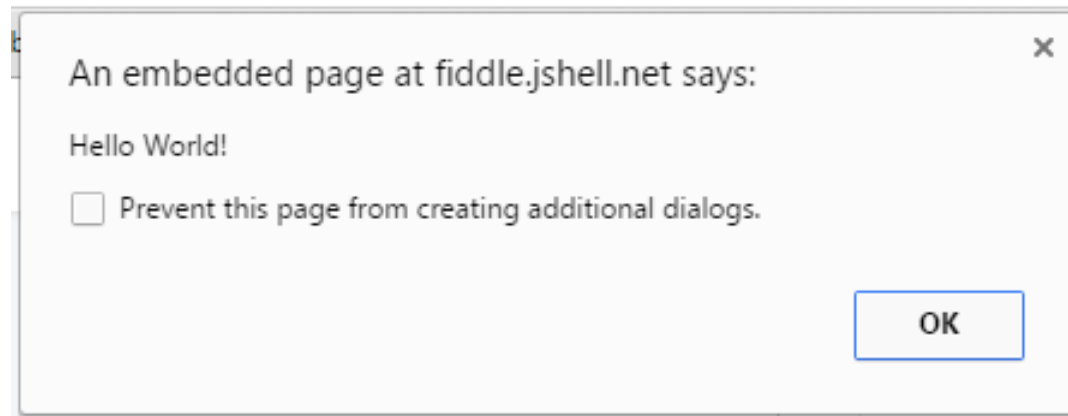 An embedded page at fiddle.jshell.net says:
Hello World!
Prevent this page from creating additional dialogs.
OK